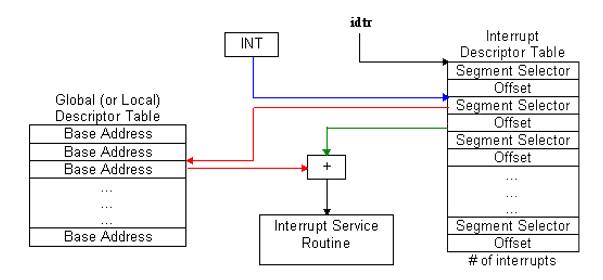 idtr
INT
Interrupt
Descriptor Table
Segment Selector
Offset
Segment Selector
Offset
Segment Selector
Offset
...
...
...
Segment Selector
Offset
# of interrupts
Global (or Local)
Descriptor Table
Base Address
Base Address
Base Address
...
...
...
Base Address
+
Interrupt Service
Routine